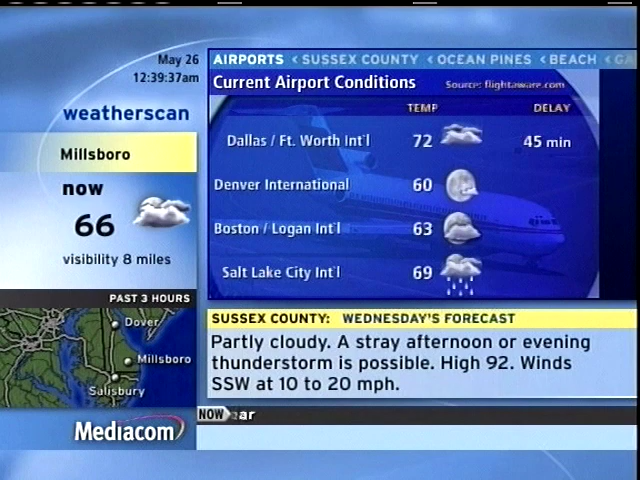 May 26
12:39:37am
weatherscan
Millsboro
now
66
visibility 8 miles
PAST 3 HOURS
Dover
Millsboro
Salisbury
Mediacom
AIRPORTS < SUSSEX COUNTY < OCEAN PINES < BEACH < GA
Current Airport Conditions Source: flightaware.com
TEMP DELAY
Dallas / Ft. Worth Int'l 72 45 min
Denver International 60
Boston / Logan Int'l 63
Salt Lake City Int'l 69
SUSSEX COUNTY: WEDNESDAY'S FORECAST
Partly cloudy. A stray afternoon or evening
thunderstorm is possible. High 92. Winds
SSW at 10 to 20 mph.
NOW ar